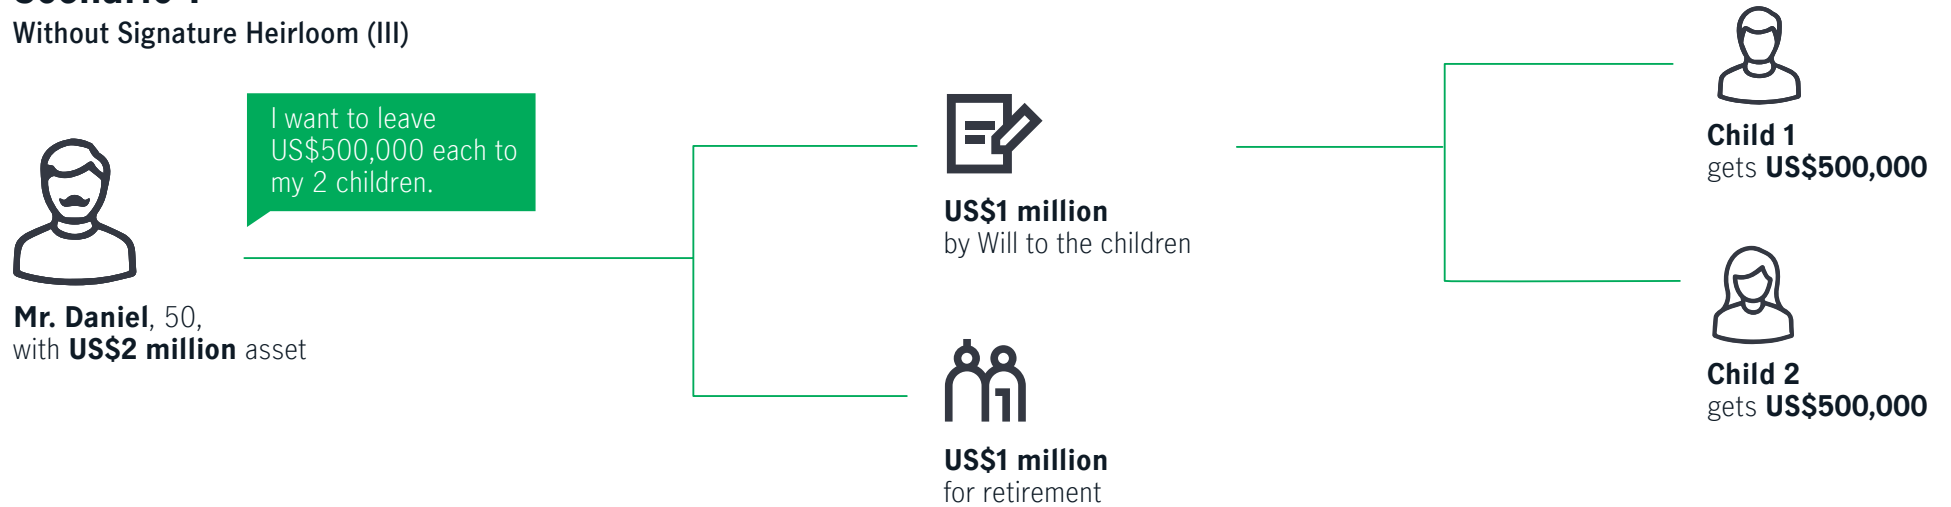 Without Signature Heirloom (III)
I want to leave
US$500,000 each to
my 2 children.
Mr. Daniel, 50,
with US$2 million asset
US$1 million
by Will to the children
US$1 million
for retirement
Child 1
gets US$500,000
Child 2
gets US$500,000